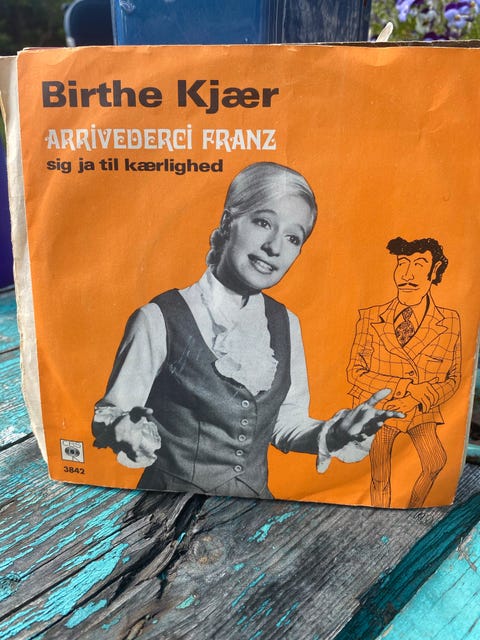 Birthe Kjær
ARRIVEDERCI FRANZ
sig ja til kærlighed
CBS
3842